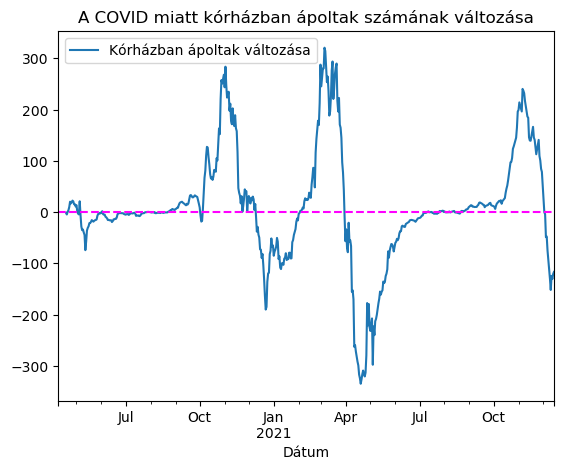 A COVID miatt kórházban ápoltak számának változása
Kórházban ápoltak változása
300
200
100
0
−100
−200
−300
Jul Oct Jan Apr Jul Oct
2021
Dátum